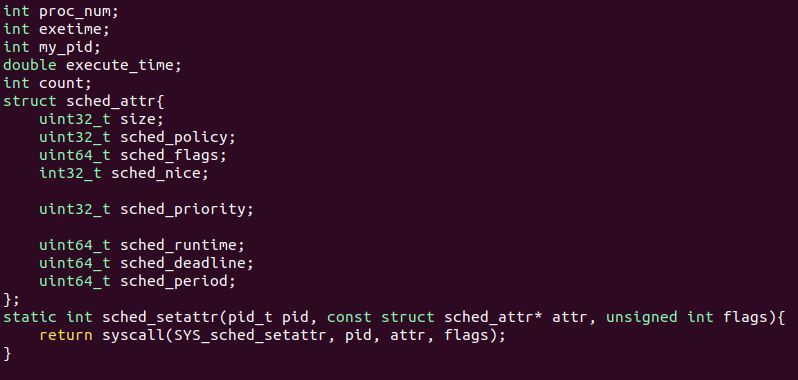 int proc_num;
int exetime;
int my_pid;
double execute_time;
int count;
struct sched_attr{
    uint32_t size;
    uint32_t sched_policy;
    uint64_t sched_flags;
    int32_t sched_nice;

    uint32_t sched_priority;

    uint64_t sched_runtime;
    uint64_t sched_deadline;
    uint64_t sched_period;
};
static int sched_setattr(pid_t pid, const struct sched_attr* attr, unsigned int flags){
    return syscall(SYS_sched_setattr, pid, attr, flags);
}